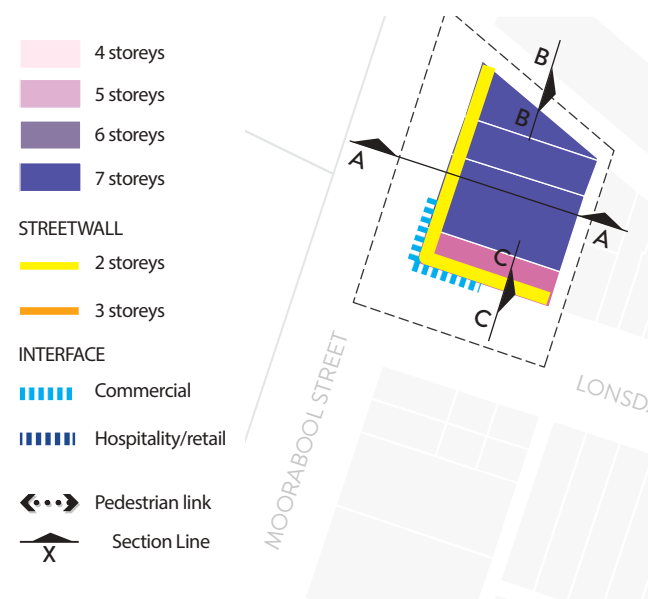 4 storeys
5 storeys
6 storeys
7 storeys
STREETWALL
2 storeys
3 storeys
INTERFACE
Commercial
Hospitality/retail
Pedestrian link
X
Section Line
B
B
A
A
C
C
MOORABOOL STREET
LONSDA